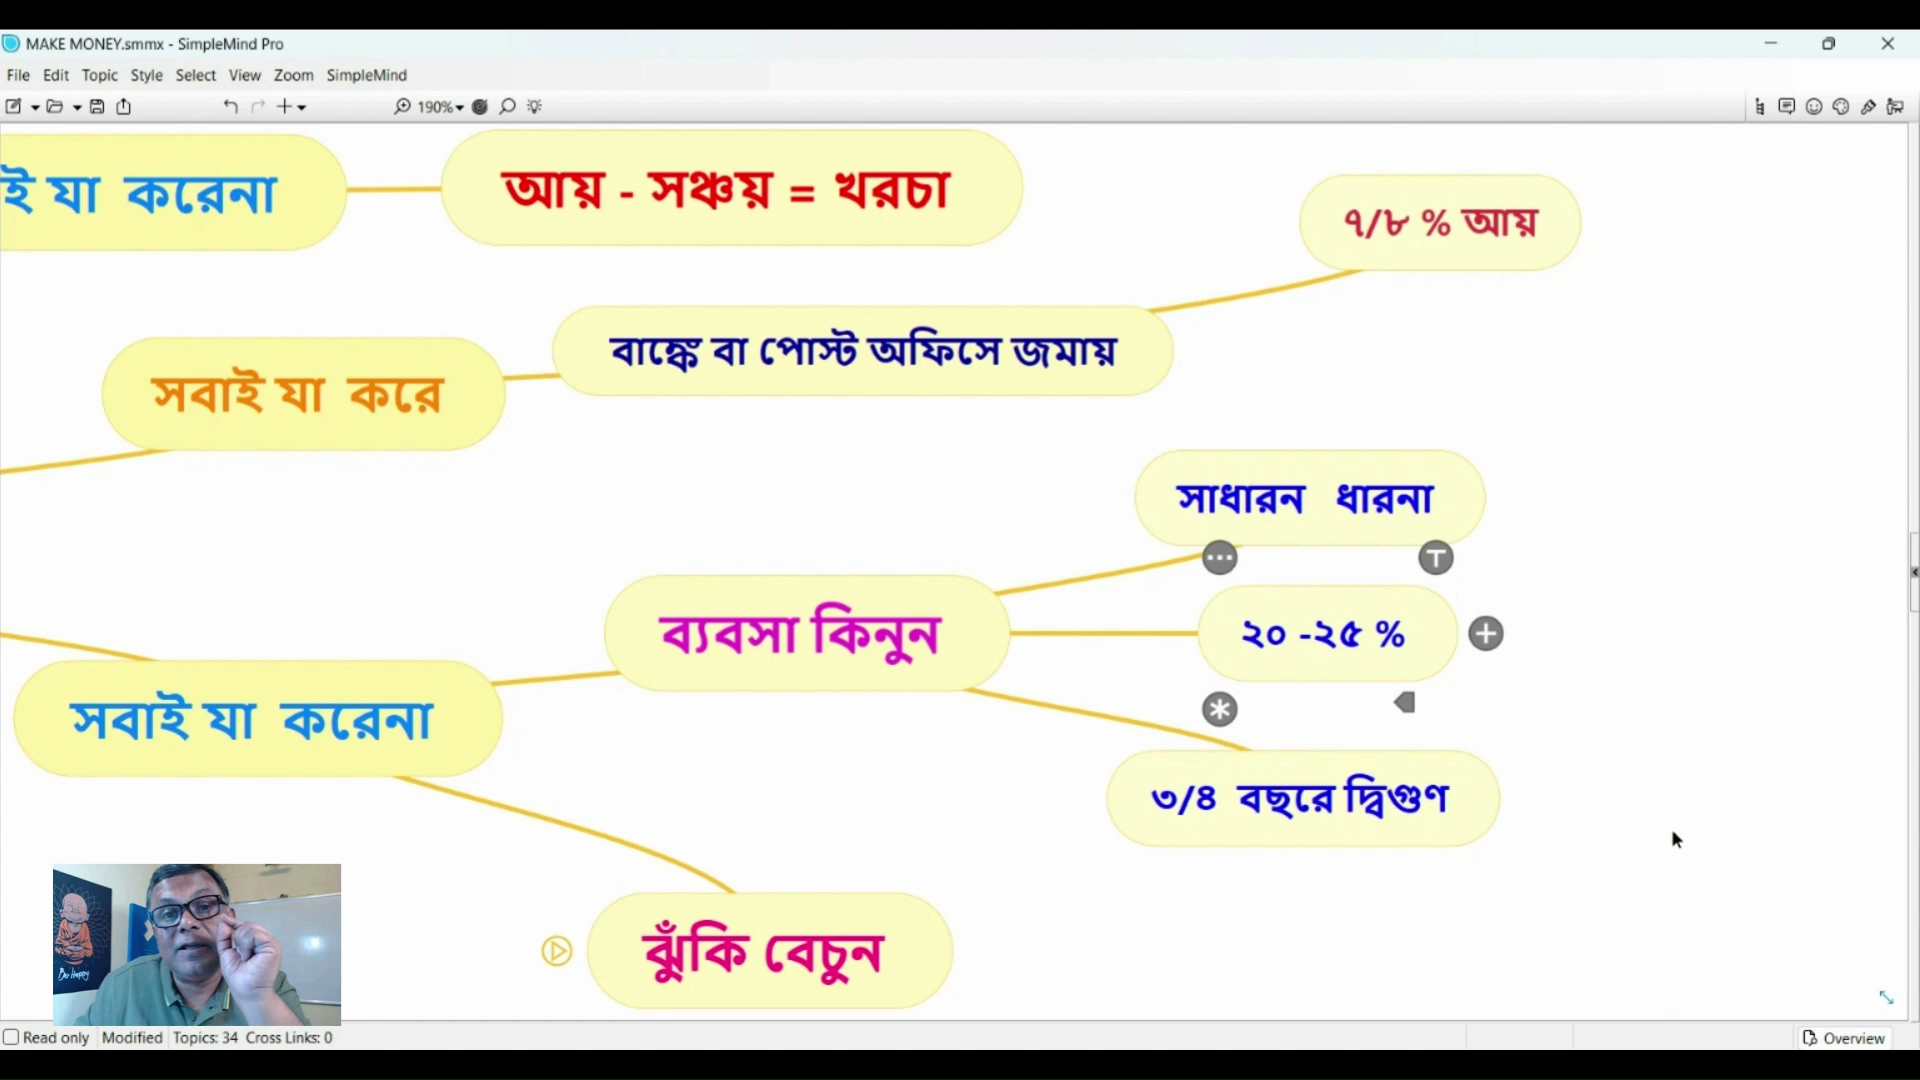 MAKE MONEY.smmx - SimpleMind Pro
File Edit Topic Style Select View Zoom SimpleMind
190%
ই যা করেনা
আয় - সঞ্চয় = খরচা
৭/৮ % আয়
বাঙ্কে বা পোস্ট অফিসে জমায়
সবাই যা করে
সাধারন ধারনা
ব্যবসা কিনুন
২০ -২৫ %
সবাই যা করেনা
৩/৪ বছরে দ্বিগুণ
ঝুঁকি বেচুন
Be Happy
Read only Modified Topics: 34 Cross Links: 0
Overview